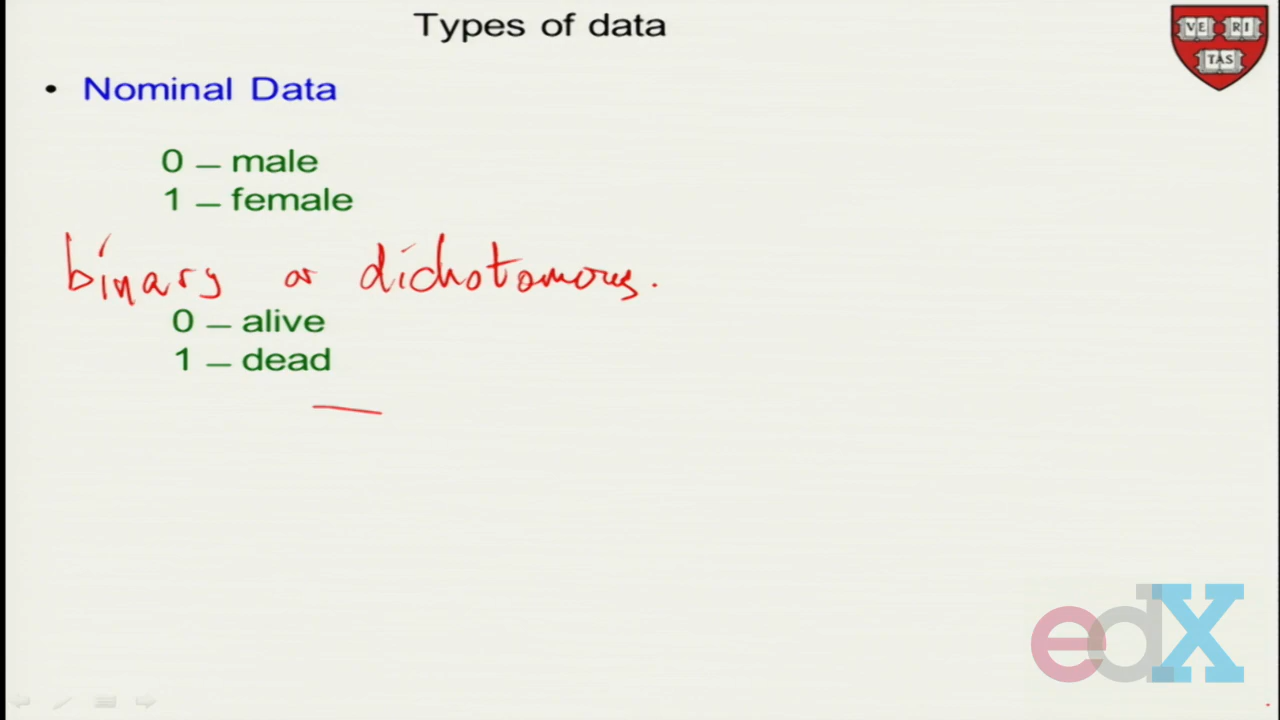 Types of data
VE RI
TAS
• Nominal Data
0 – male
1 – female
binary or dichotomous.
0 – alive
1 – dead
edX